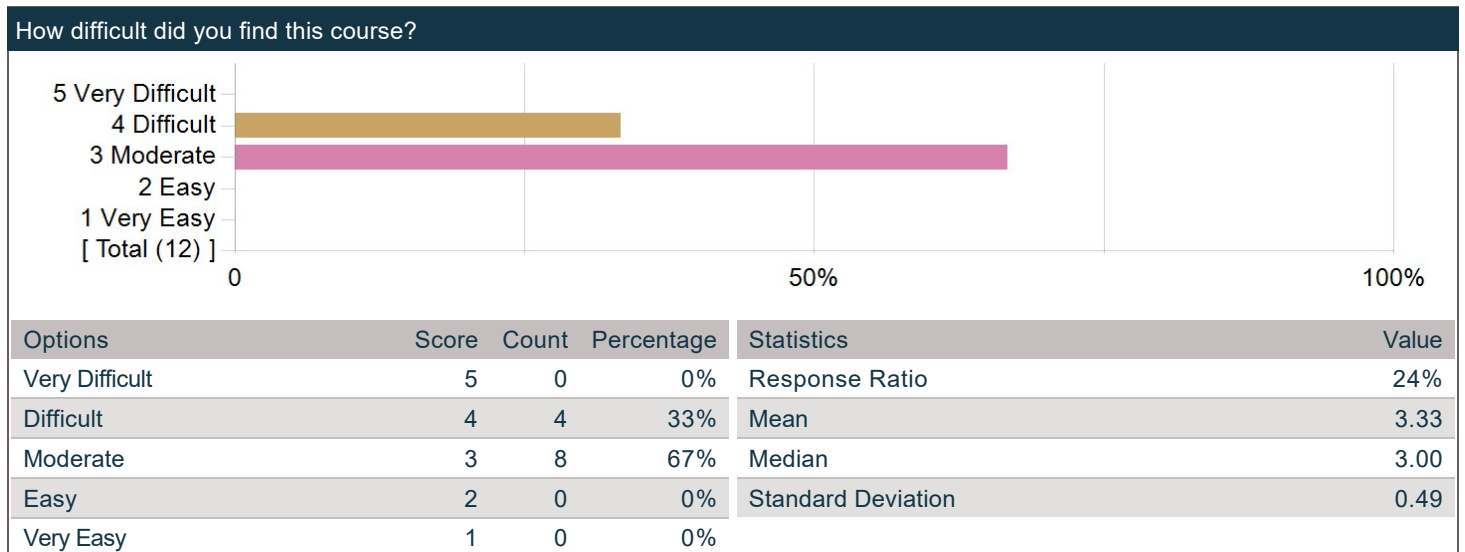 How difficult did you find this course?
5 Very Difficult
4 Difficult
3 Moderate
2 Easy
1 Very Easy
[ Total (12) ]
0 50% 100%
Options Score Count Percentage
Very Difficult 5 0 0%
Difficult 4 4 33%
Moderate 3 8 67%
Easy 2 0 0%
Very Easy 1 0 0%
Statistics Value
Response Ratio 24%
Mean 3.33
Median 3.00
Standard Deviation 0.49